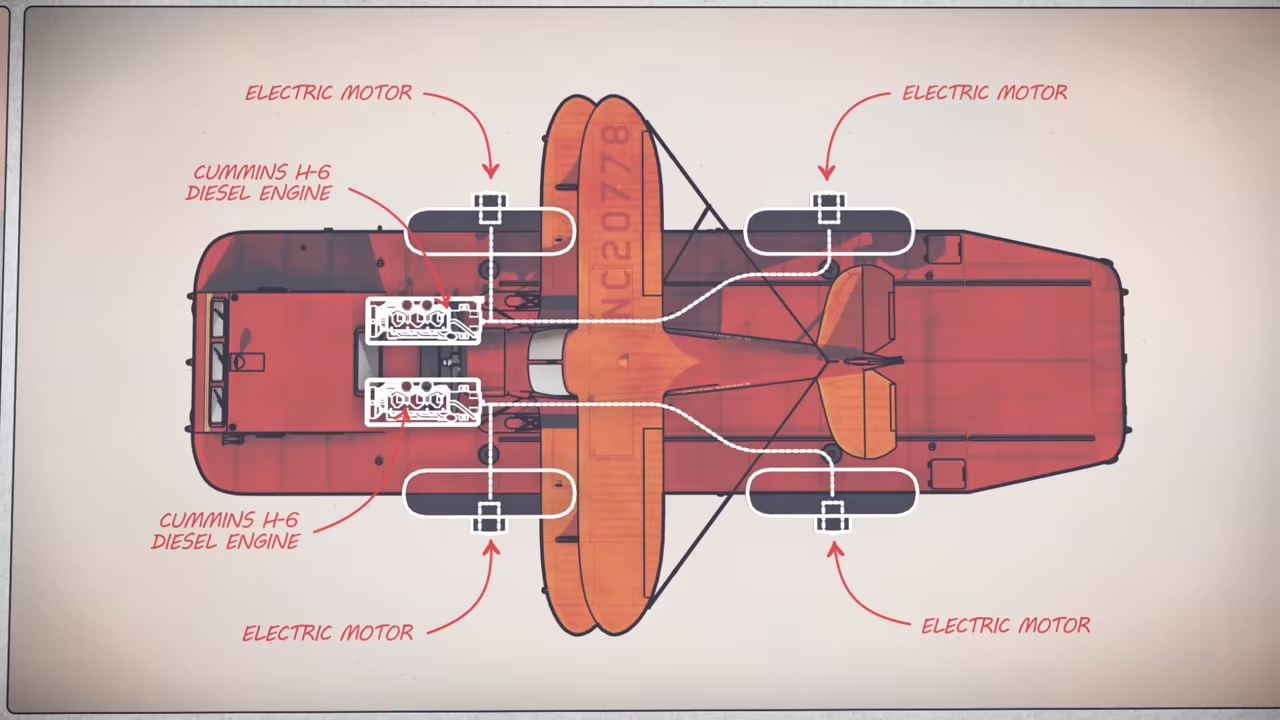 ELECTRIC MOTOR
ELECTRIC MOTOR
CUMMINS H-6
DIESEL ENGINE
NC20778
CUMMINS H-6
DIESEL ENGINE
ELECTRIC MOTOR
ELECTRIC MOTOR